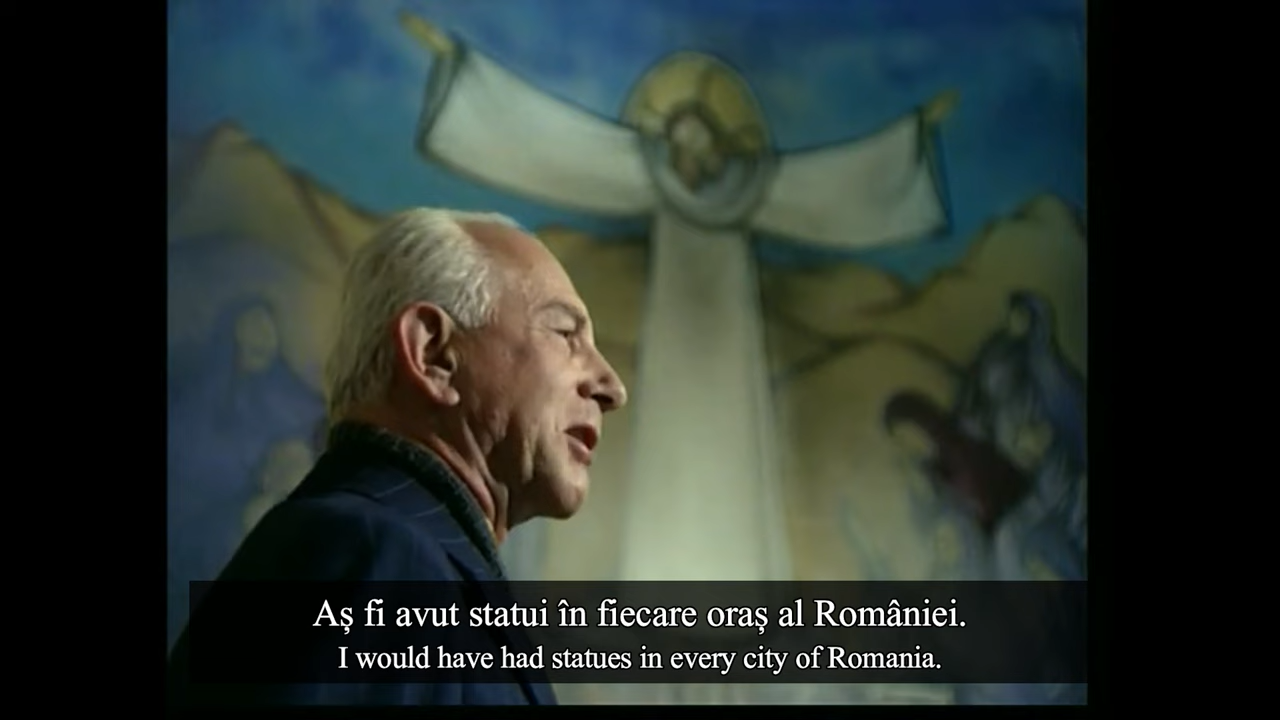 Aș fi avut statui în fiecare oraș al României.
I would have had statues in every city of Romania.